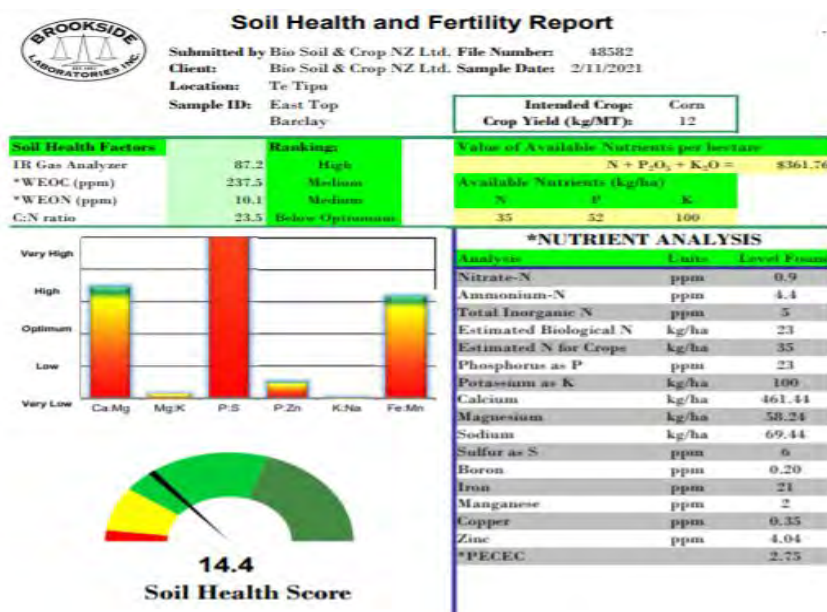 Soil Health and Fertility Report
BROOKSIDE
LABORATORIES INC.
Submitted by Bio Soil & Crop NZ Ltd. File Number: 48582
Client: Bio Soil & Crop NZ Ltd. Sample Date: 2/11/2021
Location: Te Tipu
Sample ID: East Top
Barclay
Intended Crop: Corn
Crop Yield (kg/MT): 12
Soil Health Factors Ranking:
IR Gas Analyzer 87.2 High
*WEOC (ppm) 237.5 Medium
*WEON (ppm) 10.1 Medium
C:N ratio 23.5 Below Optimum
Value of Available Nutrients per hectare
N + P₂O₅ + K₂O = $361.76
Available Nutrients (kg/ha)
N P K
35 52 100
Very High
High
Optimum
Low
Very Low
Ca:Mg Mg:K P:S P:Zn K:Na Fe:Mn
14.4
Soil Health Score
*NUTRIENT ANALYSIS
Analysis Units Level Foun
Nitrate-N ppm 0.9
Ammonium-N ppm 4.4
Total Inorganic N ppm 5
Estimated Biological N kg/ha 23
Estimated N for Crops kg/ha 35
Phosphorus as P ppm 23
Potassium as K kg/ha 100
Calcium kg/ha 461.44
Magnesium kg/ha 58.24
Sodium kg/ha 69.44
Sulfur as S ppm 6
Boron ppm 0.20
Iron ppm 21
Manganese ppm 2
Copper ppm 0.35
Zinc ppm 4.04
*PECEC 2.75